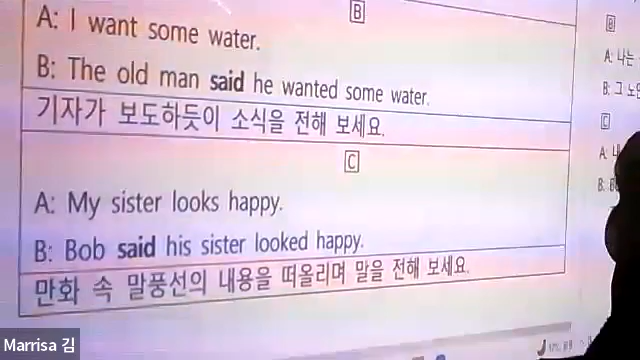 B
A: I want some water.
B: The old man said he wanted some water.
기자가 보도하듯이 소식을 전해 보세요.
C
A: My sister looks happy.
B: Bob said his sister looked happy.
만화 속 말풍선의 내용을 떠올리며 말을 전해 보세요.
B
A: 나는
B: 그
C
A:
B:
Marrisa 김